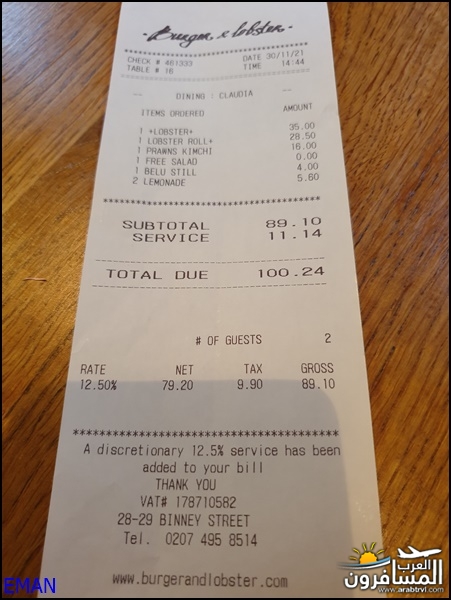 ·Burger & lobster·
****************************************
CHECK # 461333 DATE 30/11/21
TABLE # 16 TIME 14:44
****************************************
-- DINING : CLAUDIA --
ITEMS ORDERED AMOUNT
1 +LOBSTER+ 35.00
1 LOBSTER ROLL+ 28.50
1 PRAWNS KIMCHI 16.00
1 FREE SALAD 0.00
1 BELU STILL 4.00
2 LEMONADE 5.60
****************************************
SUBTOTAL 89.10
SERVICE 11.14
----------------------------------------
TOTAL DUE 100.24
----------------------------------------
# OF GUESTS 2
RATE NET TAX GROSS
12.50% 79.20 9.90 89.10
****************************************
A discretionary 12.5% service has been
added to your bill
THANK YOU
VAT# 178710582
28-29 BINNEY STREET
Tel. 0207 495 8514
www.burgerandlobster.com
EMAN
العرب
المسافرون
www.arabtrvl.com